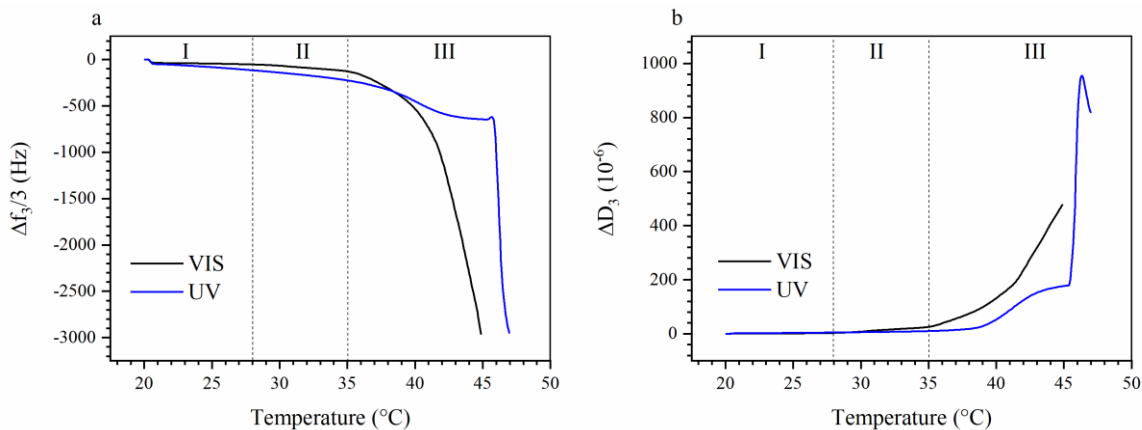 a
I II III
0
-500
-1000
-1500
-2000
-2500
-3000
Δf₃/3 (Hz)
VIS
UV
20 25 30 35 40 45 50
Temperature (°C)
b
I II III
1000
800
600
400
200
0
ΔD₃ (10⁻⁶)
VIS
UV
20 25 30 35 40 45 50
Temperature (°C)